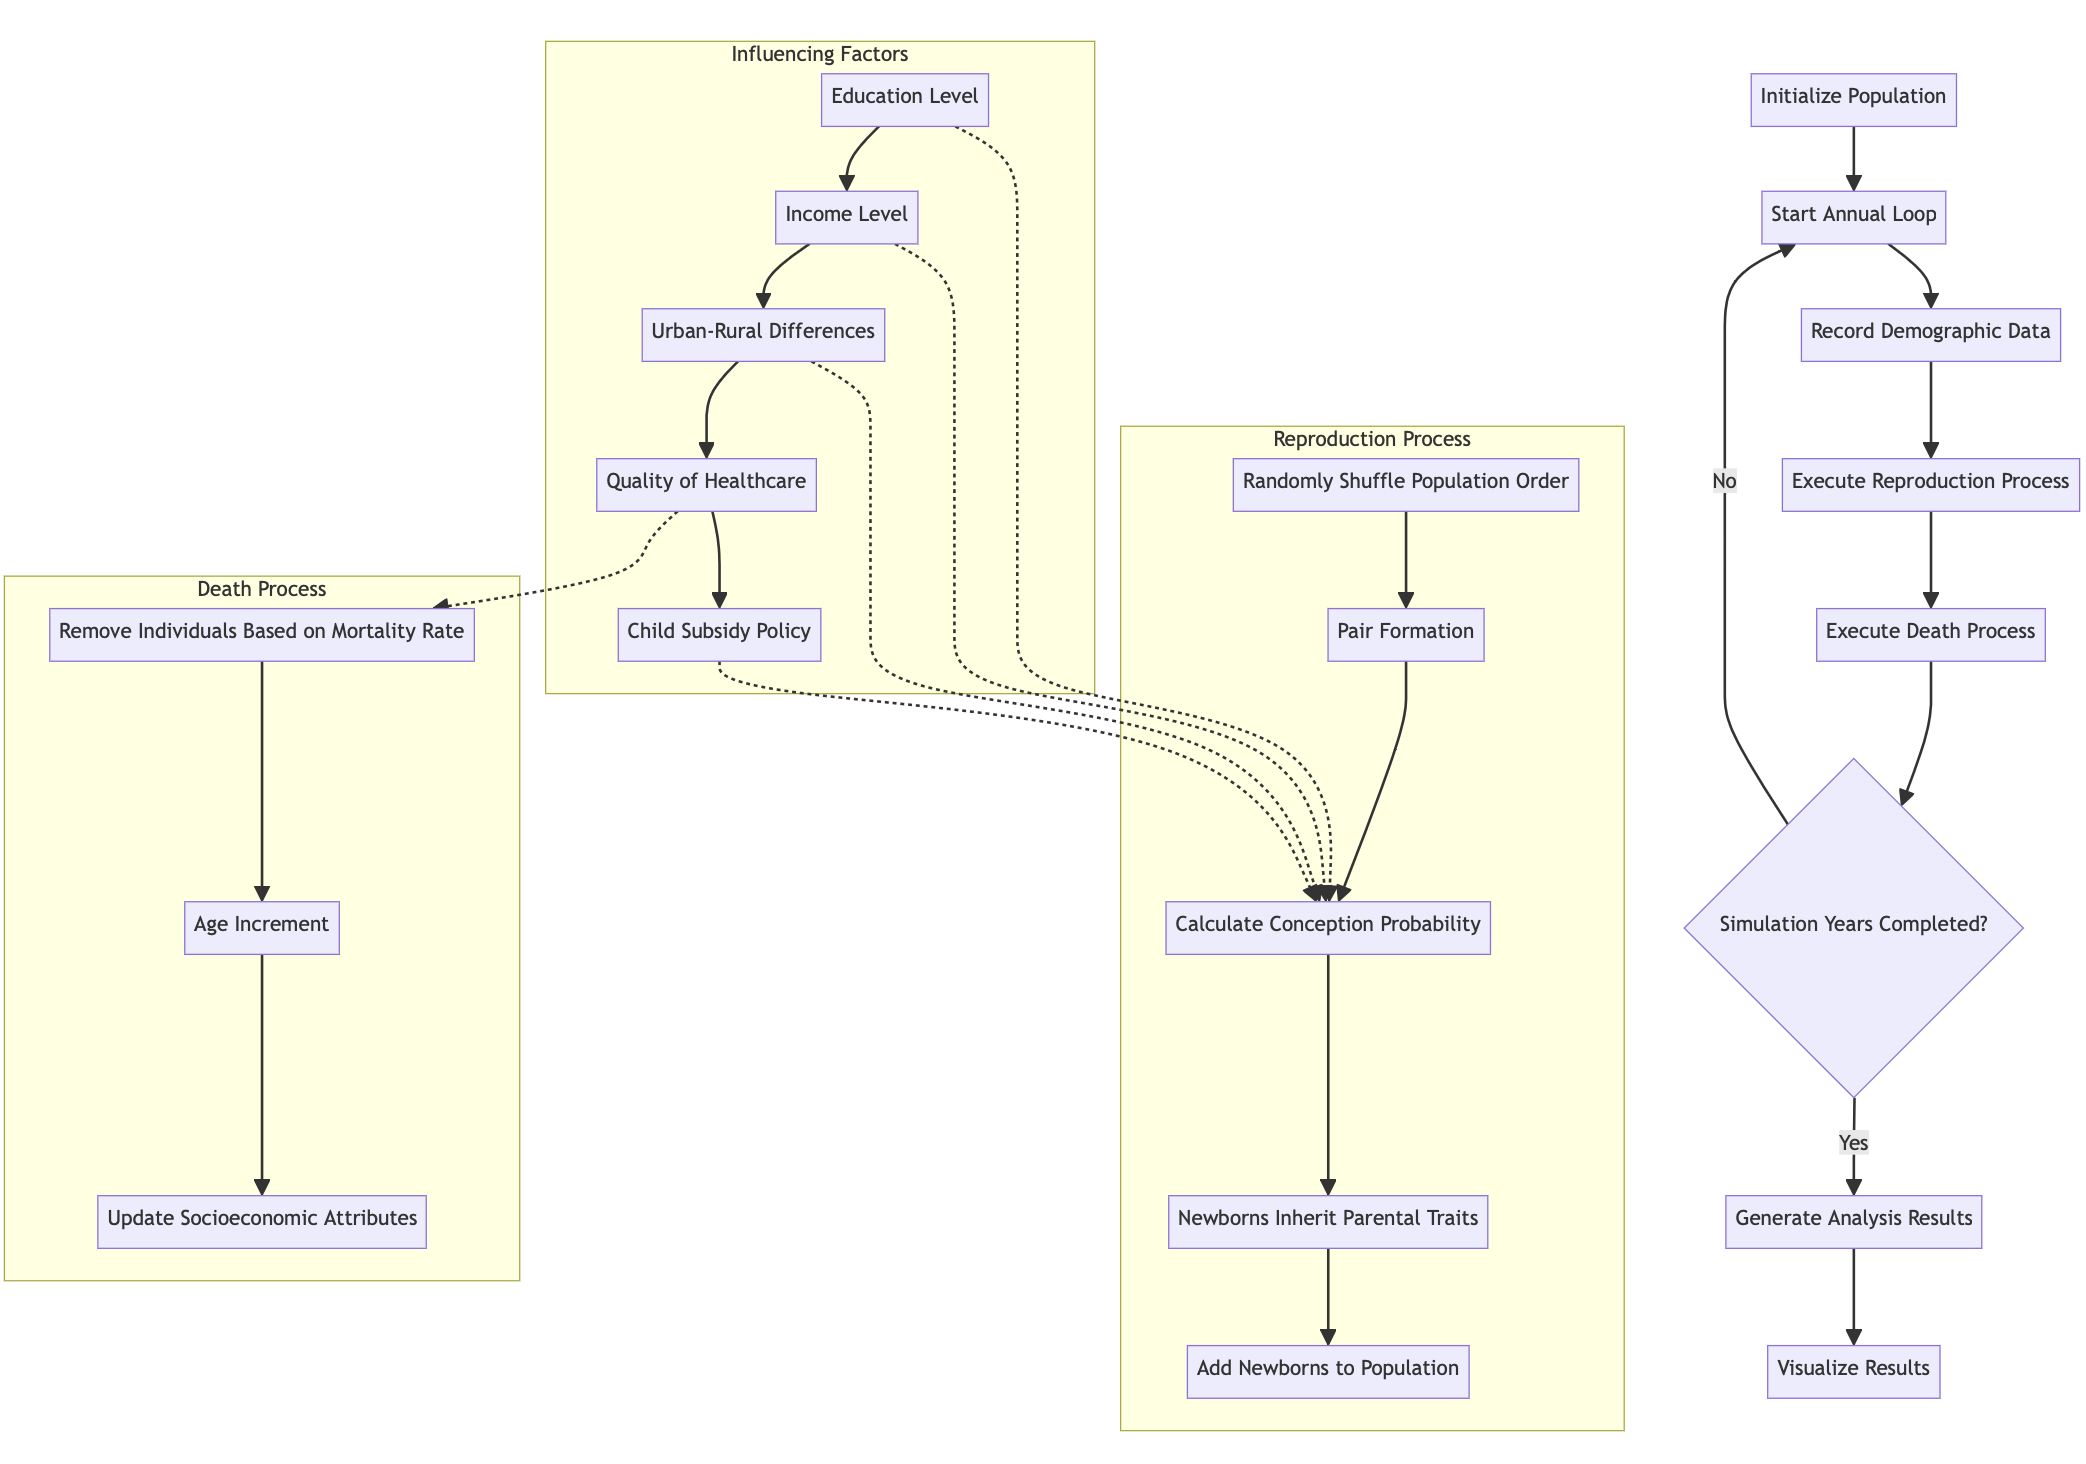 Influencing Factors
Education Level
Income Level
Urban-Rural Differences
Quality of Healthcare
Child Subsidy Policy
Death Process
Remove Individuals Based on Mortality Rate
Age Increment
Update Socioeconomic Attributes
Reproduction Process
Randomly Shuffle Population Order
Pair Formation
Calculate Conception Probability
Newborns Inherit Parental Traits
Add Newborns to Population
Initialize Population
Start Annual Loop
Record Demographic Data
No
Execute Reproduction Process
Execute Death Process
Simulation Years Completed?
Yes
Generate Analysis Results
Visualize Results